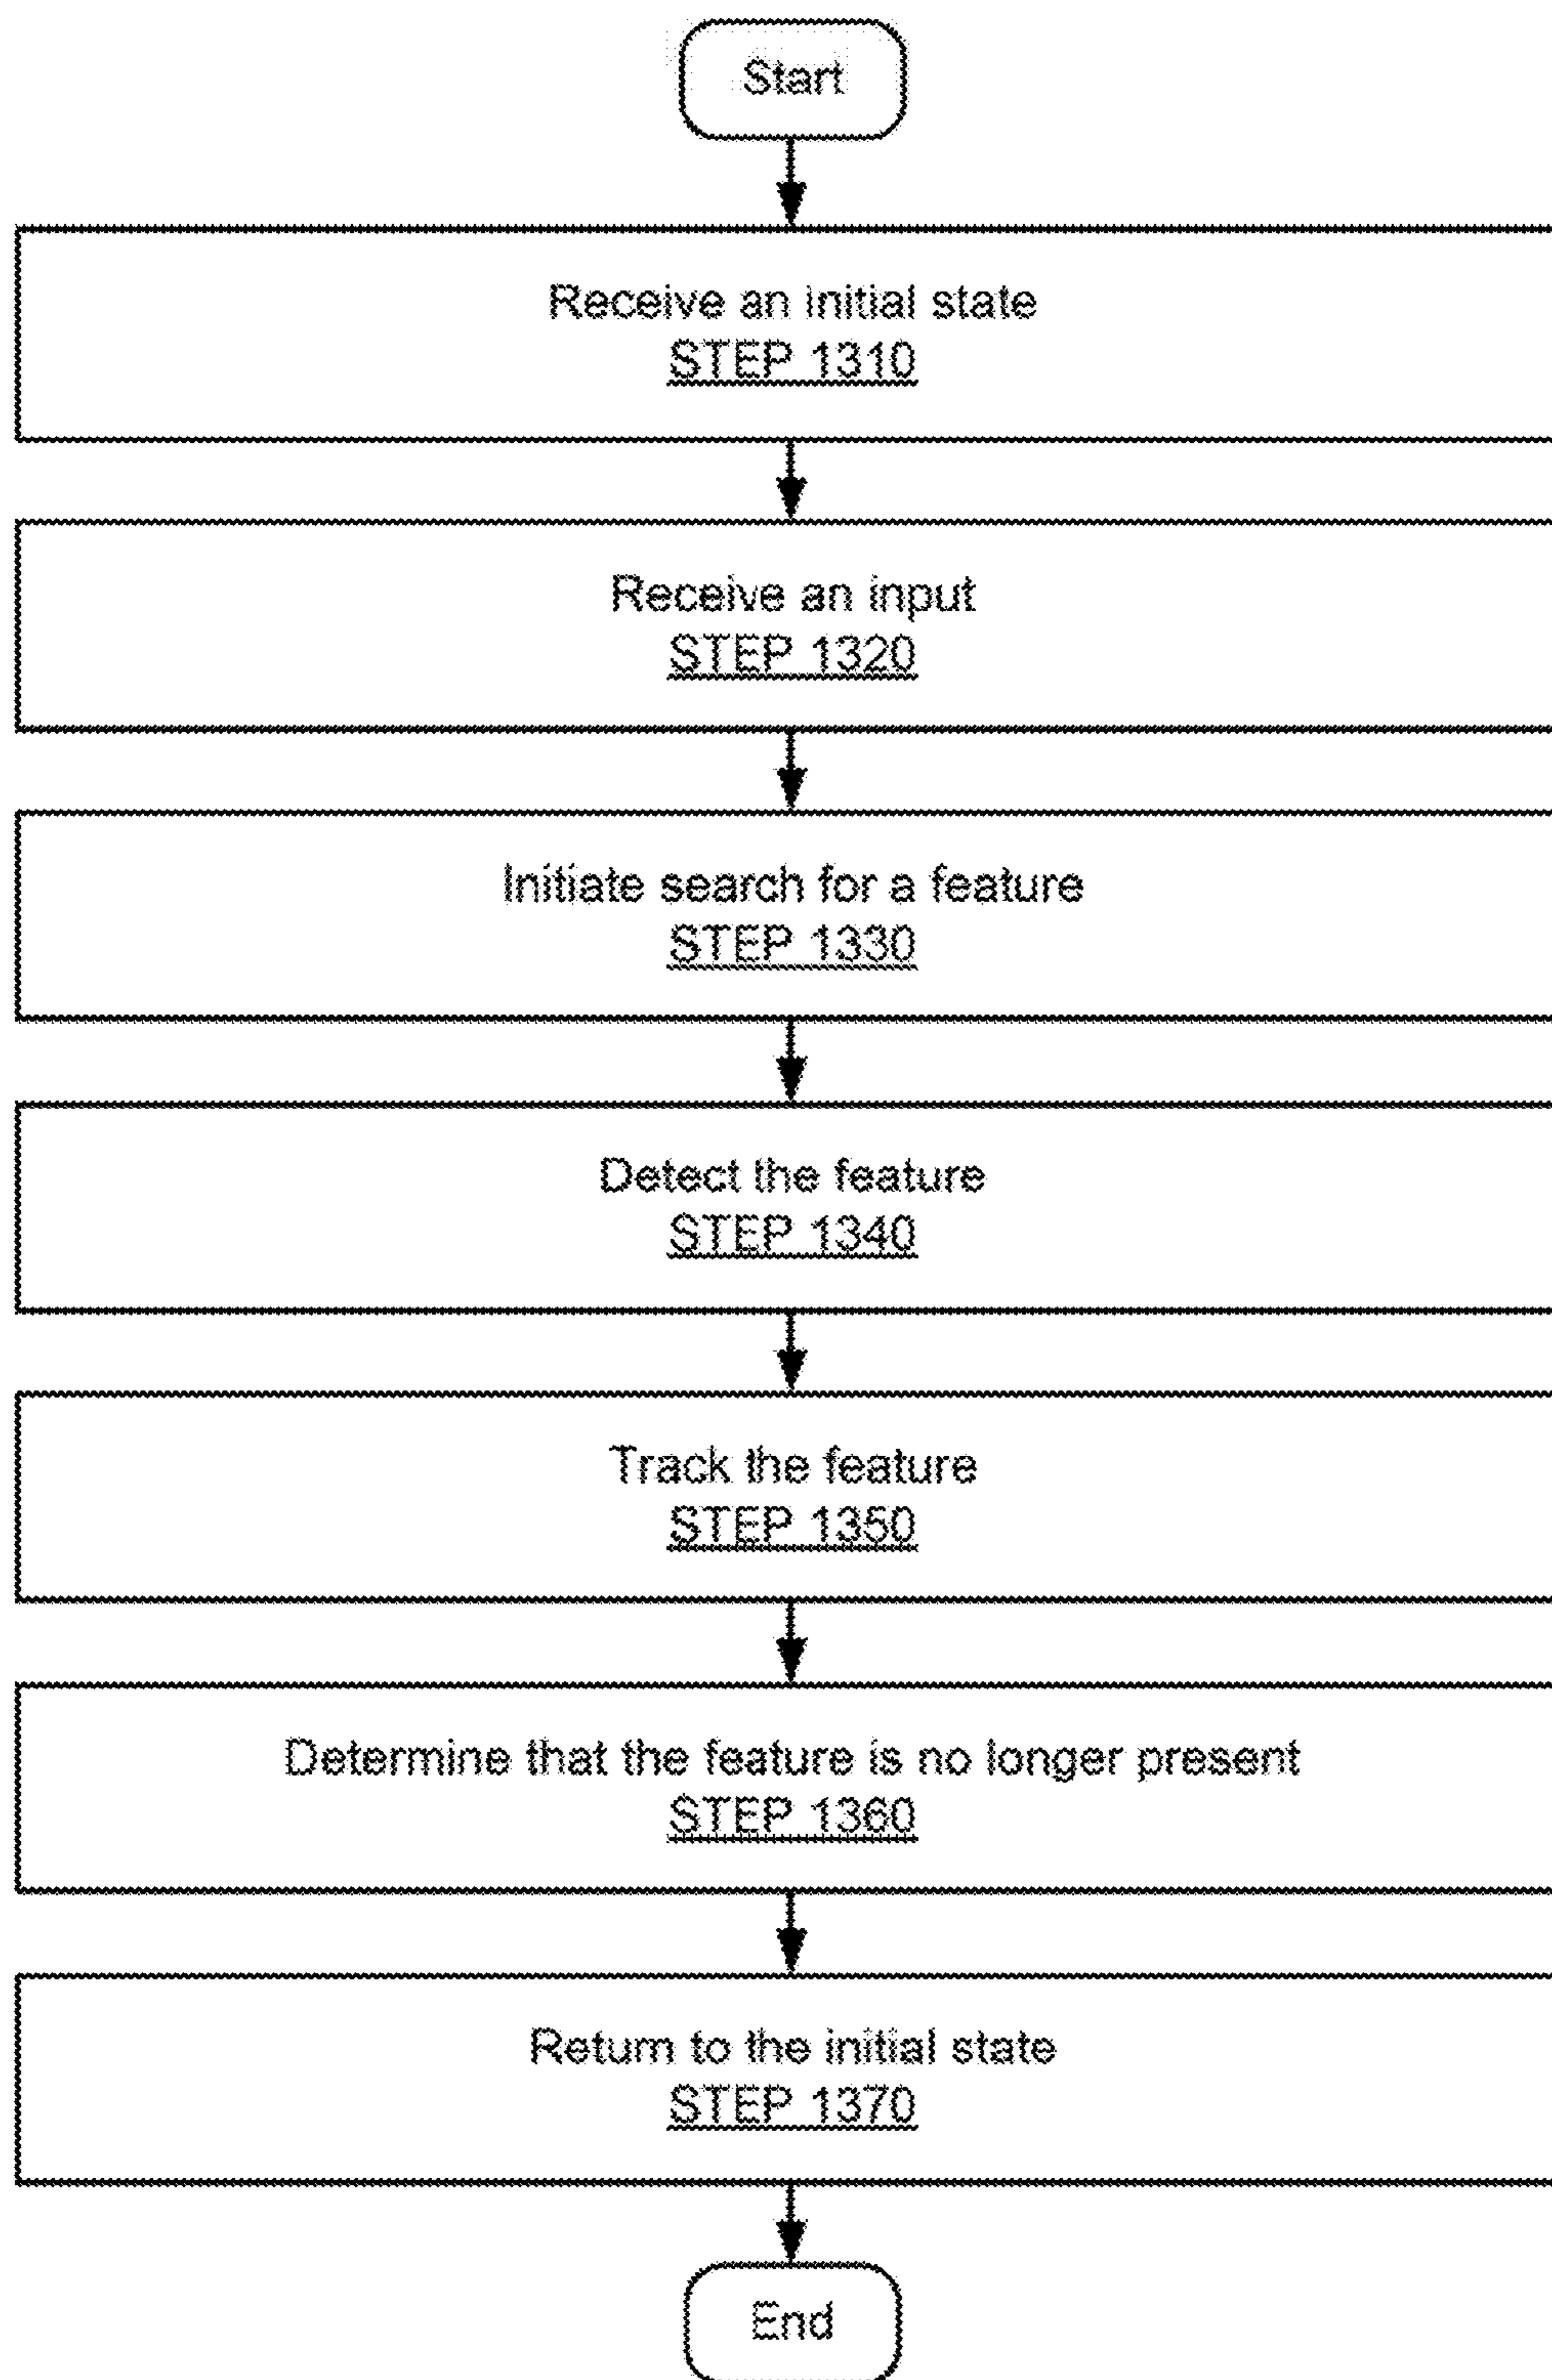 Start
Receive an initial state
STEP 1310
Receive an input
STEP 1320
Initiate search for a feature
STEP 1330
Detect the feature
STEP 1340
Track the feature
STEP 1350
Determine that the feature is no longer present
STEP 1360
Return to the initial state
STEP 1370
End